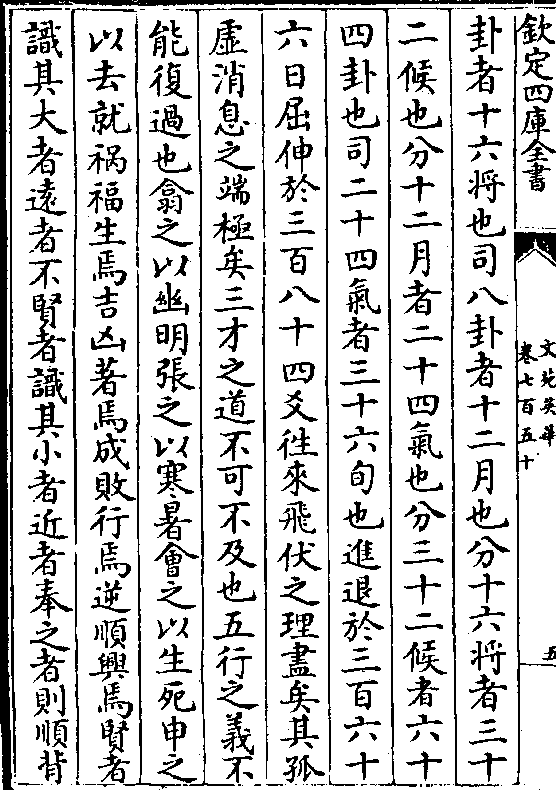 欽定四庫全書
文苑英華
卷七百五十
五
卦者十六将也司八卦者十二月也分十六将者三十
二候也分十二月者二十四氣也分三十二候者六十
四卦也司二十四氣者三十六旬也進退於三百六十
六日屈伸於三百八十四爻徃來飛伏之理盡矣其孤
虛消息之端極矣三才之道不可不及也五行之義不
能復過也翕之以幽明張之以寒暑會之以生死申之
以去就禍福生焉吉凶著焉成敗行焉逆順興焉賢者
識其大者遠者不賢者識其小者近者奉之者則順背